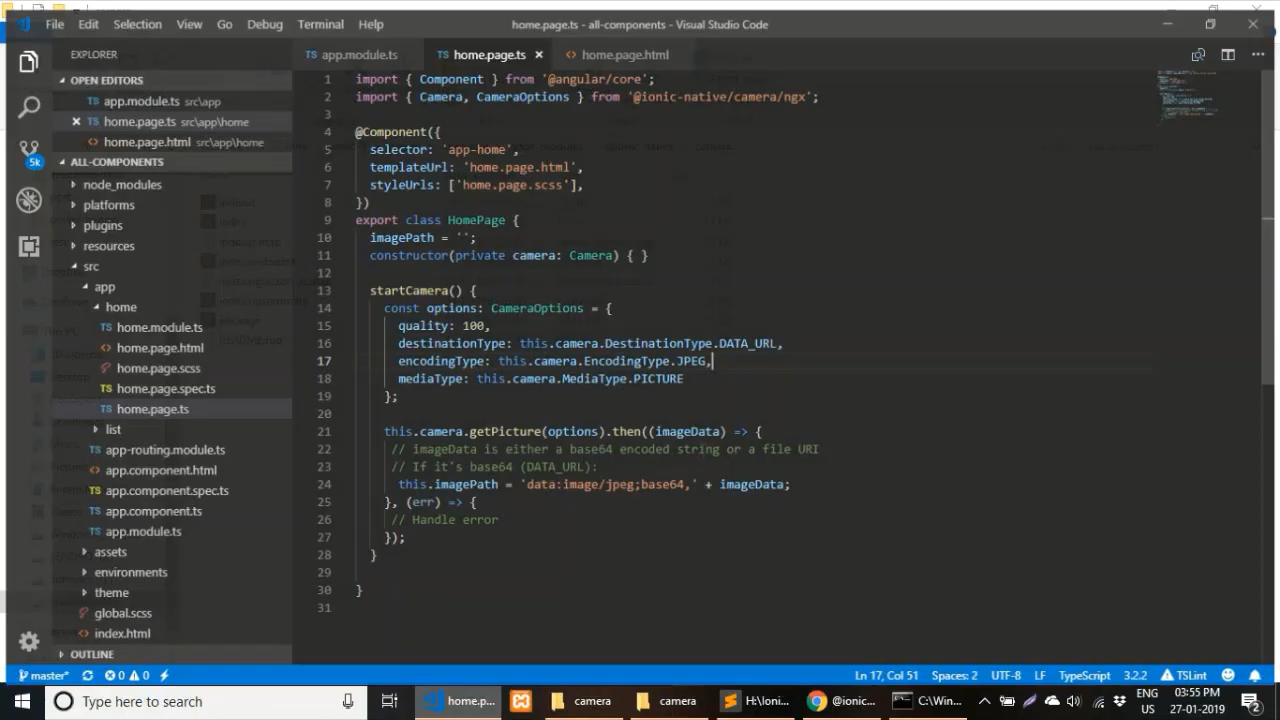 File Edit Selection View Go Debug Terminal Help
home.page.ts - all-components - Visual Studio Code
EXPLORER
OPEN EDITORS
TS app.module.ts src\app
TS home.page.ts src\app\home
<> home.page.html src\app\home
5k
ALL-COMPONENTS
node_modules
platforms
plugins
resources
src
app
home
TS home.module.ts
<> home.page.html
home.page.scss
TS home.page.spec.ts
TS home.page.ts
list
TS app-routing.module.ts
<> app.component.html
TS app.component.spec.ts
TS app.component.ts
TS app.module.ts
assets
environments
theme
global.scss
<> index.html
OUTLINE
TS app.module.ts
TS home.page.ts
<> home.page.html
1 import { Component } from '@angular/core';
2 import { Camera, CameraOptions } from '@ionic-native/camera/ngx';
3
4 @Component({
5 selector: 'app-home',
6 templateUrl: 'home.page.html',
7 styleUrls: ['home.page.scss'],
8 })
9 export class HomePage {
10 imagePath = '';
11 constructor(private camera: Camera) { }
12
13 startCamera() {
14 const options: CameraOptions = {
15 quality: 100,
16 destinationType: this.camera.DestinationType.DATA_URL,
17 encodingType: this.camera.EncodingType.JPEG,
18 mediaType: this.camera.MediaType.PICTURE
19 };
20
21 this.camera.getPicture(options).then((imageData) => {
22 // imageData is either a base64 encoded string or a file URI
23 // If it's base64 (DATA_URL):
24 this.imagePath = 'data:image/jpeg;base64,' + imageData;
25 }, (err) => {
26 // Handle error
27 });
28 }
29
30 }
31
master* 0 0
Ln 17, Col 51 Spaces: 2 UTF-8 LF TypeScript 3.2.2 TSLint
Type here to search
home.p...
camera
camera
H:\Ioni...
@ionic...
C:\Win...
ENG
US
03:55 PM
27-01-2019
2